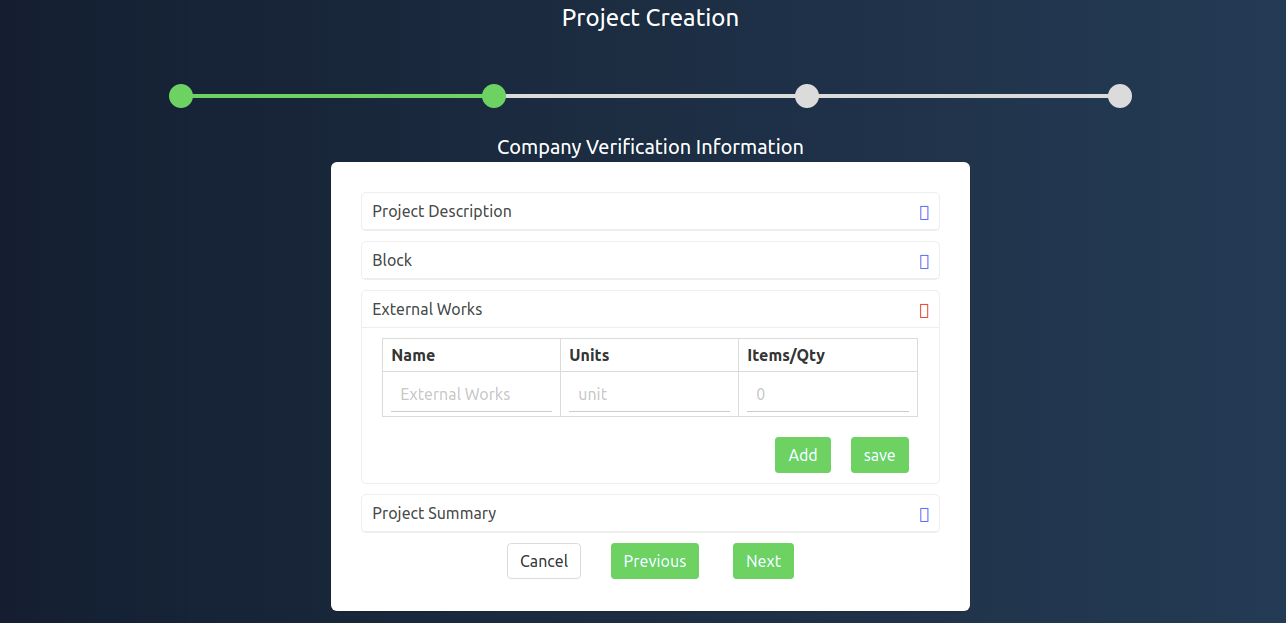 Project Creation
Company Verification Information
Project Description
Block
External Works
Name Units Items/Qty
External Works unit 0
Add save
Project Summary
Cancel Previous Next